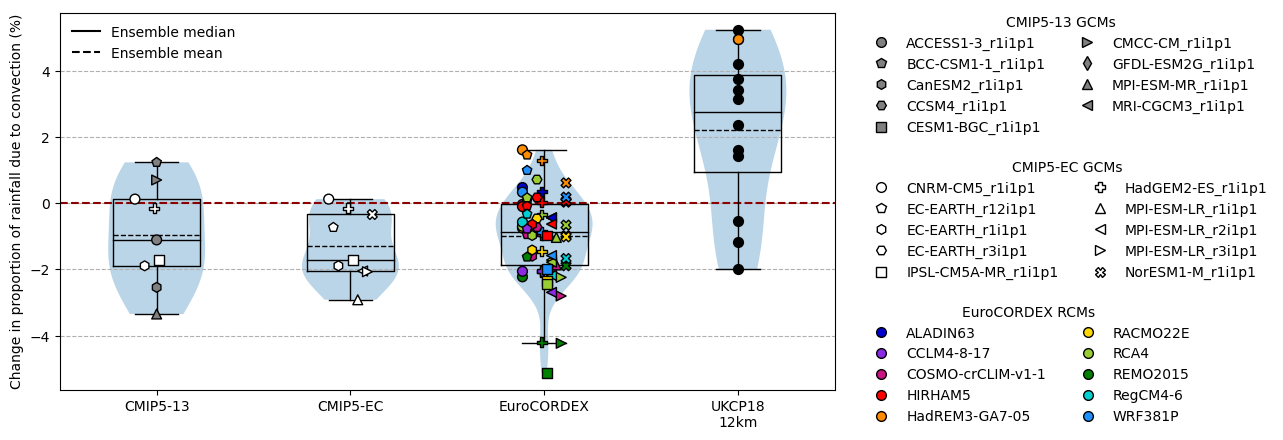 Change in proportion of rainfall due to convection (%)
4
2
0
−2
−4
Ensemble median
Ensemble mean
CMIP5-13
CMIP5-EC
EuroCORDEX
UKCP18
12km
CMIP5-13 GCMs
ACCESS1-3_r1i1p1
BCC-CSM1-1_r1i1p1
CanESM2_r1i1p1
CCSM4_r1i1p1
CESM1-BGC_r1i1p1
CMCC-CM_r1i1p1
GFDL-ESM2G_r1i1p1
MPI-ESM-MR_r1i1p1
MRI-CGCM3_r1i1p1
CMIP5-EC GCMs
CNRM-CM5_r1i1p1
EC-EARTH_r12i1p1
EC-EARTH_r1i1p1
EC-EARTH_r3i1p1
IPSL-CM5A-MR_r1i1p1
HadGEM2-ES_r1i1p1
MPI-ESM-LR_r1i1p1
MPI-ESM-LR_r2i1p1
MPI-ESM-LR_r3i1p1
NorESM1-M_r1i1p1
EuroCORDEX RCMs
ALADIN63
CCLM4-8-17
COSMO-crCLIM-v1-1
HIRHAM5
HadREM3-GA7-05
RACMO22E
RCA4
REMO2015
RegCM4-6
WRF381P